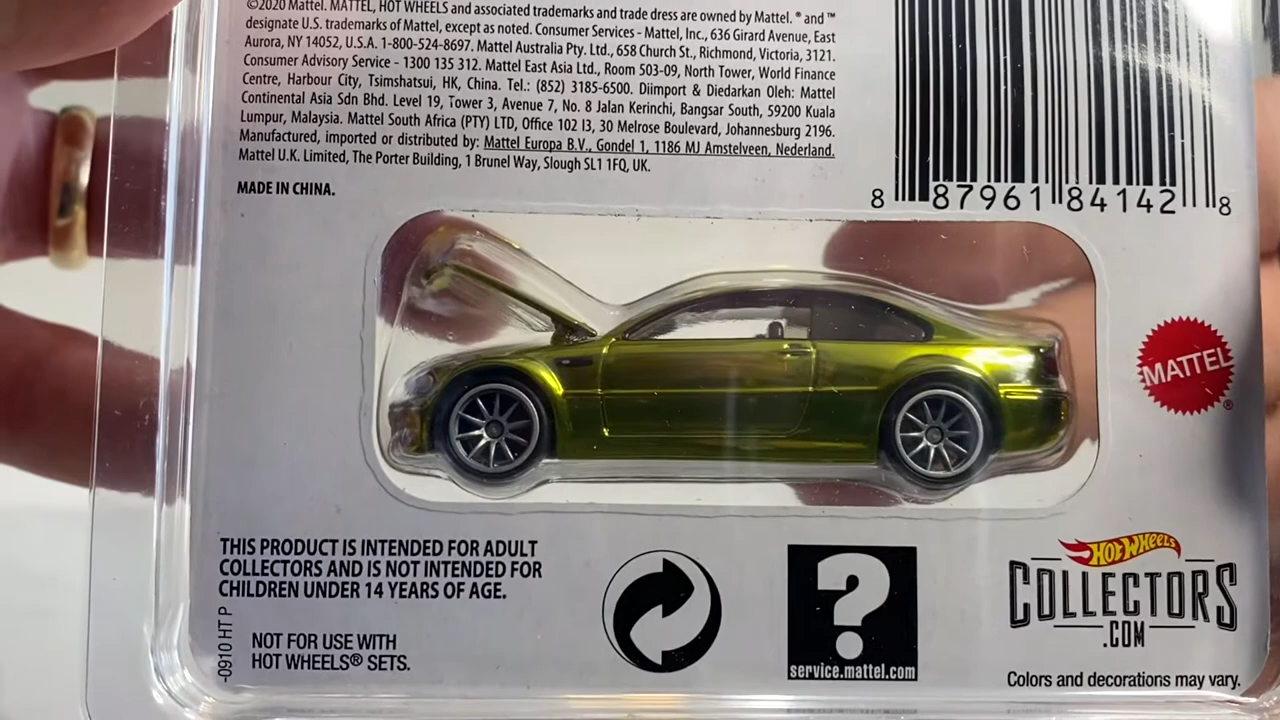 ©2020 Mattel. MATTEL, HOT WHEELS and associated trademarks and trade dress are owned by Mattel. ® and ™
designate U.S. trademarks of Mattel, except as noted. Consumer Services - Mattel, Inc., 636 Girard Avenue, East
Aurora, NY 14052, U.S.A. 1-800-524-8697. Mattel Australia Pty. Ltd., 658 Church St., Richmond, Victoria, 3121.
Consumer Advisory Service - 1300 135 312. Mattel East Asia Ltd., Room 503-09, North Tower, World Finance
Centre, Harbour City, Tsimshatsui, HK, China. Tel.: (852) 3185-6500. Diimport & Diedarkan Oleh: Mattel
Continental Asia Sdn Bhd. Level 19, Tower 3, Avenue 7, No. 8 Jalan Kerinchi, Bangsar South, 59200 Kuala
Lumpur, Malaysia. Mattel South Africa (PTY) LTD, Office 102 I3, 30 Melrose Boulevard, Johannesburg 2196.
Manufactured, imported or distributed by: Mattel Europa B.V., Gondel 1, 1186 MJ Amstelveen, Nederland.
Mattel U.K. Limited, The Porter Building, 1 Brunel Way, Slough SL1 1FQ, UK.
MADE IN CHINA.
8 87961 84142 8
MATTEL®
THIS PRODUCT IS INTENDED FOR ADULT
COLLECTORS AND IS NOT INTENDED FOR
CHILDREN UNDER 14 YEARS OF AGE.
-0910 HT P
NOT FOR USE WITH
HOT WHEELS® SETS.
?
service.mattel.com
HOT WHEELS
COLLECTORS
.COM
Colors and decorations may vary.